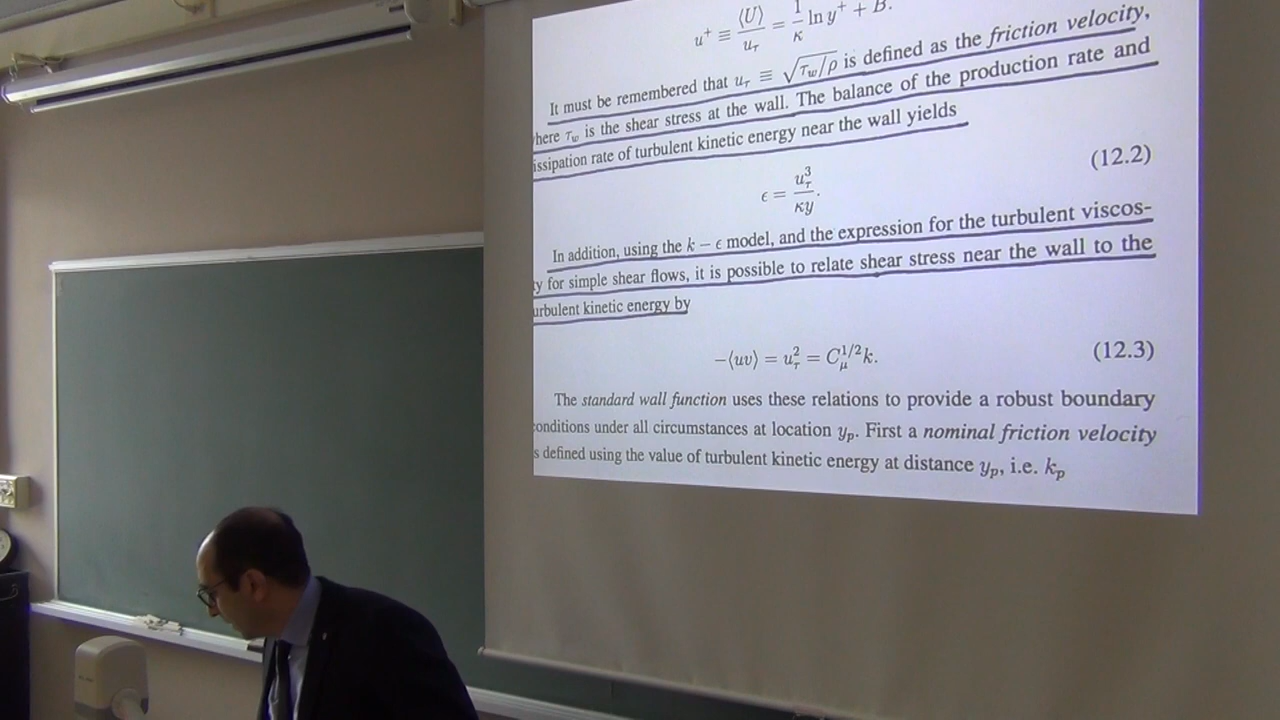 u⁺ ≡ ⟨U⟩/u_τ = 1/κ ln y⁺ + B.
It must be remembered that u_τ ≡ √(τ_w/ρ) is defined as the friction velocity,
here τ_w is the shear stress at the wall. The balance of the production rate and
issipation rate of turbulent kinetic energy near the wall yields
ϵ = u_τ³/κy. (12.2)
In addition, using the k − ϵ model, and the expression for the turbulent viscos-
ty for simple shear flows, it is possible to relate shear stress near the wall to the
urbulent kinetic energy by
−⟨uv⟩ = u_τ² = C_μ^{1/2}k. (12.3)
The standard wall function uses these relations to provide a robust boundary
onditions under all circumstances at location y_p. First a nominal friction velocity
s defined using the value of turbulent kinetic energy at distance y_p, i.e. k_p